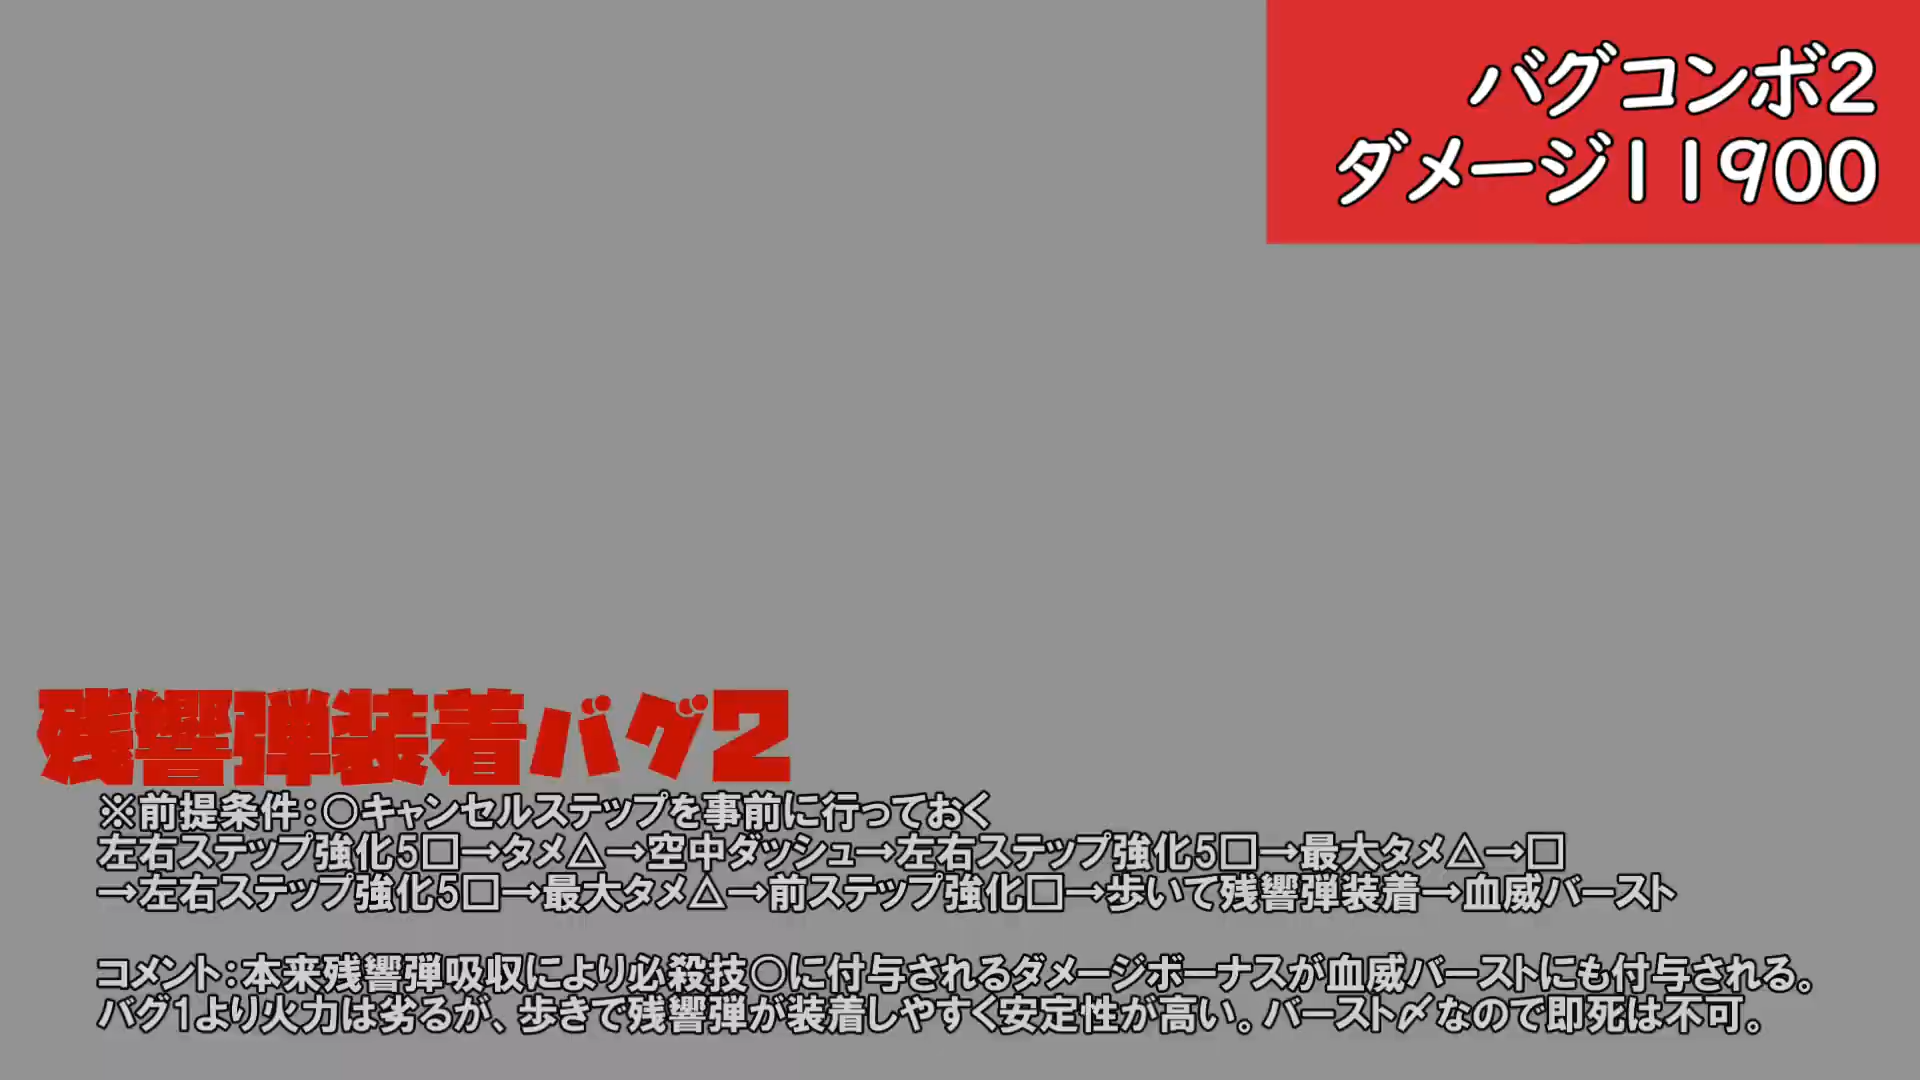 バグコンボ2
ダメージ11900
残響弾装着バグ2
※前提条件：○キャンセルステップを事前に行っておく
左右ステップ強化5□→タメ△→空中ダッシュ→左右ステップ強化5□→最大タメ△→□
→左右ステップ強化5□→最大タメ△→前ステップ強化□→歩いて残響弾装着→血威バースト
コメント：本来残響弾吸収により必殺技○に付与されるダメージボーナスが血威バーストにも付与される。
バグ1より火力は劣るが、歩きで残響弾が装着しやすく安定性が高い。バースト〆なので即死は不可。